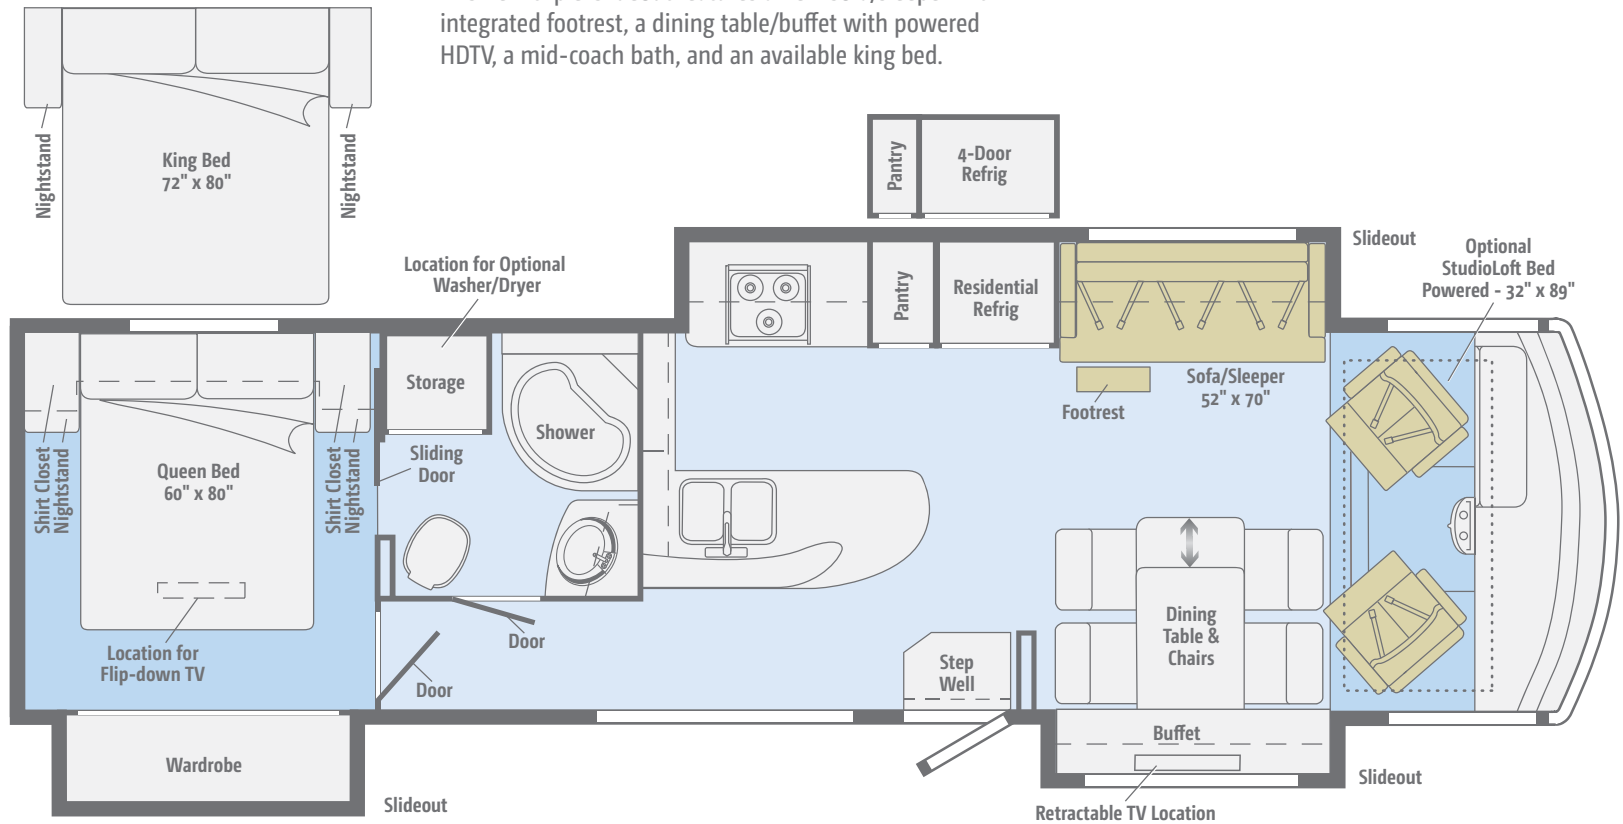 integrated footrest, a dining table/buffet with powered
HDTV, a mid-coach bath, and an available king bed.
Nightstand
King Bed
72" x 80"
Nightstand
Pantry
4-Door
Refrig
Slideout
Optional
StudioLoft Bed
Powered - 32" x 89"
Location for Optional
Washer/Dryer
Pantry
Residential
Refrig
Storage
Shower
Sofa/Sleeper
52" x 70"
Footrest
Sliding
Door
Shirt Closet
Nightstand
Queen Bed
60" x 80"
Shirt Closet
Nightstand
Location for
Flip-down TV
Door
Door
Step
Well
Dining
Table &
Chairs
Buffet
Wardrobe
Slideout
Retractable TV Location
Slideout